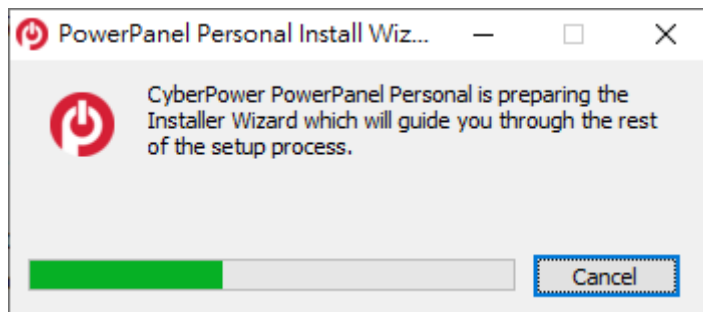 PowerPanel Personal Install Wiz...
CyberPower PowerPanel Personal is preparing the
Installer Wizard which will guide you through the rest
of the setup process.
Cancel